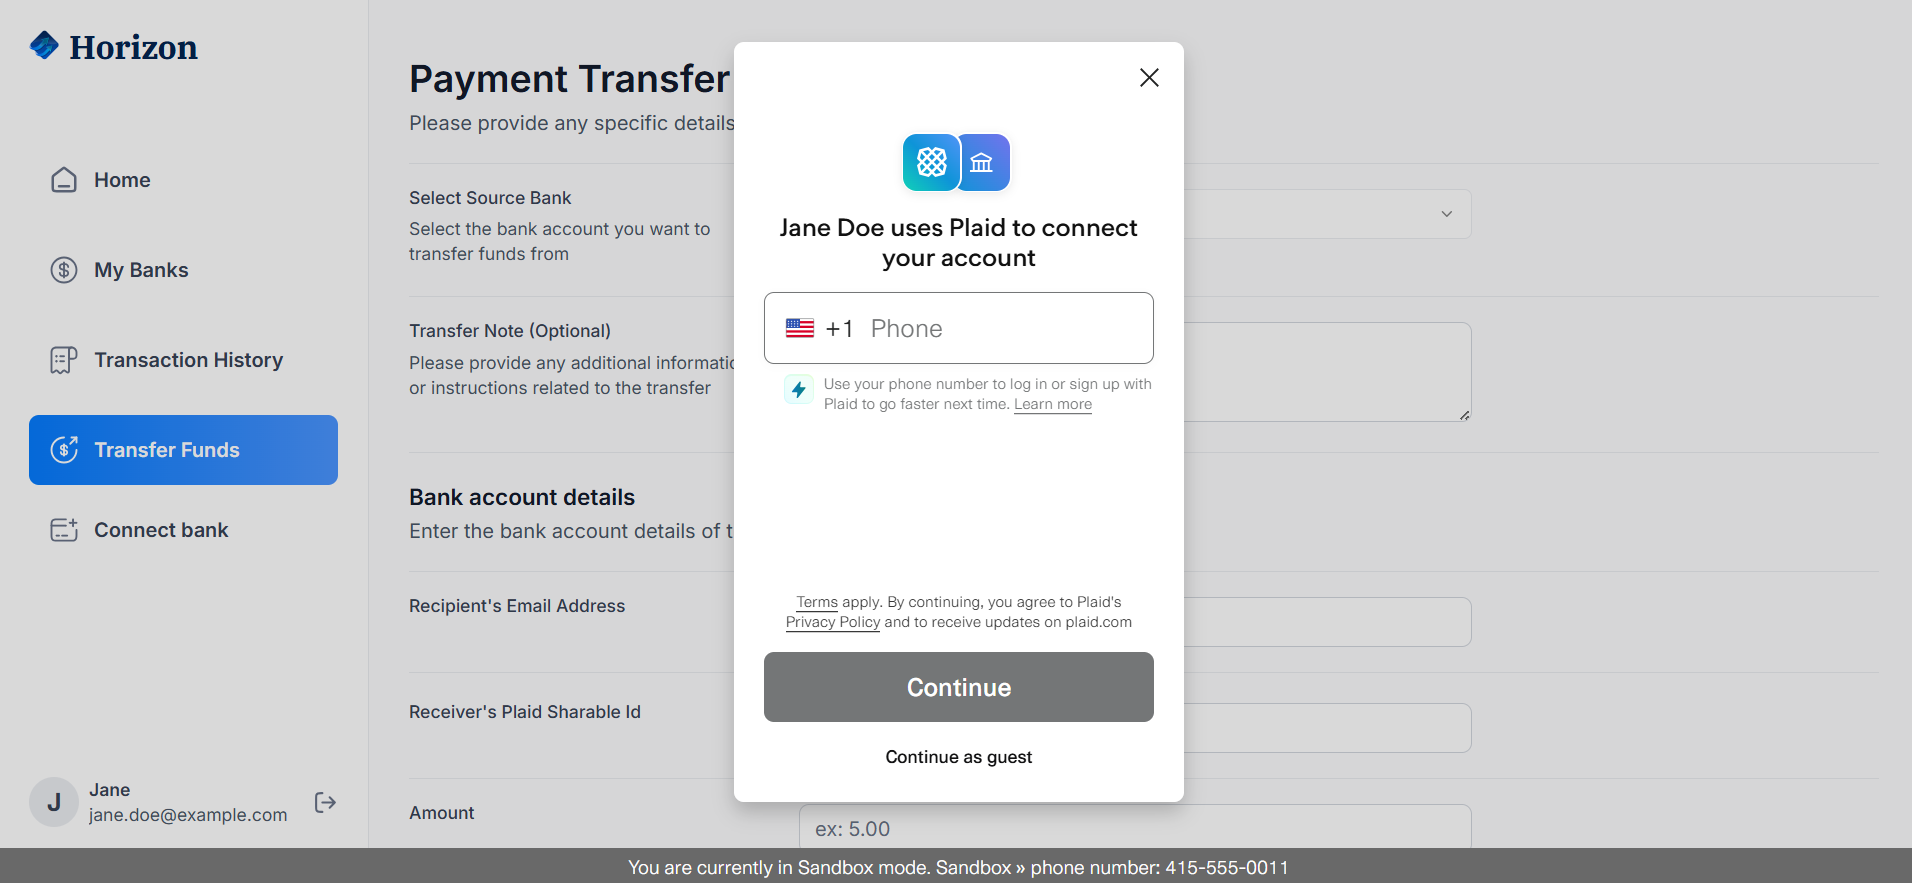 Horizon
Home
My Banks
Transaction History
Transfer Funds
Connect bank
J
Jane
jane.doe@example.com
Payment Transfer
Please provide any specific details
Select Source Bank
Select the bank account you want to
transfer funds from
Transfer Note (Optional)
Please provide any additional
or instructions related to the transfer
Bank account details
Enter the bank account details of
Recipient's Email Address
Receiver's Plaid Sharable Id
Amount
ex: 5.00
Jane Doe uses Plaid to connect
your account
+1 Phone
Use your phone number to log in or sign up with
Plaid to go faster next time. Learn more
Terms apply. By continuing, you agree to Plaid's
Privacy Policy and to receive updates on plaid.com
Continue
Continue as guest
You are currently in Sandbox mode. Sandbox » phone number: 415-555-0011